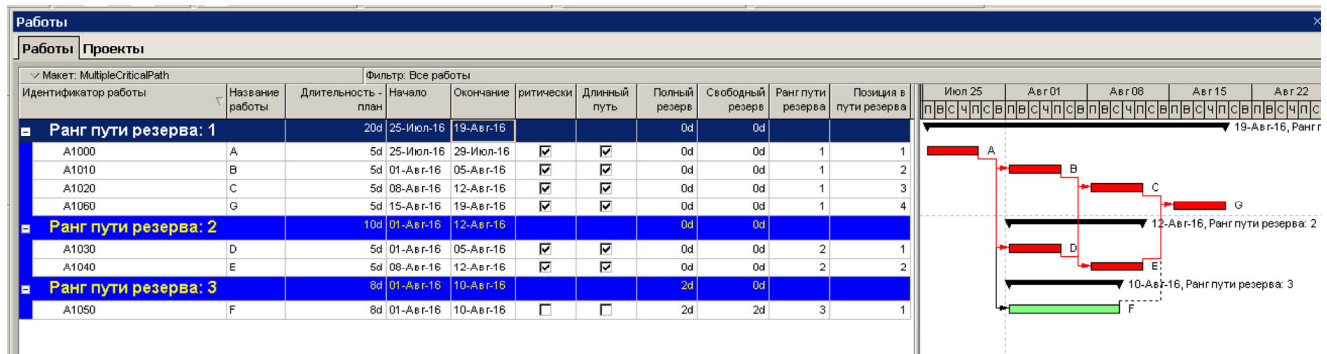 Работы
Работы Проекты
Макет: MultipleCriticalPath Фильтр: Все работы
Идентификатор работы Название работы Длительность - план Начало Окончание ритически Длинный путь Полный резерв Свободный резерв Ранг пути резерва Позиция в пути резерва Июл 25 Авг 01 Авг 08 Авг 15 Авг 22
П В С Ч П С В П В С Ч П С В П В С Ч П С В П В С Ч П С В П В С Ч П С
Ранг пути резерва: 1 20d 25-Июл-16 19-Авг-16 0d 0d 19-Авг-16, Ранг п
A1000 A 5d 25-Июл-16 29-Июл-16 0d 0d 1 1 A
A1010 B 5d 01-Авг-16 05-Авг-16 0d 0d 1 2 B
A1020 C 5d 08-Авг-16 12-Авг-16 0d 0d 1 3 C
A1060 G 5d 15-Авг-16 19-Авг-16 0d 0d 1 4 G
Ранг пути резерва: 2 10d 01-Авг-16 12-Авг-16 0d 0d 12-Авг-16, Ранг пути резерва: 2
A1030 D 5d 01-Авг-16 05-Авг-16 0d 0d 2 1 D
A1040 E 5d 08-Авг-16 12-Авг-16 0d 0d 2 2 E
Ранг пути резерва: 3 8d 01-Авг-16 10-Авг-16 2d 0d 10-Авг-16, Ранг пути резерва: 3
A1050 F 8d 01-Авг-16 10-Авг-16 2d 2d 3 1 F